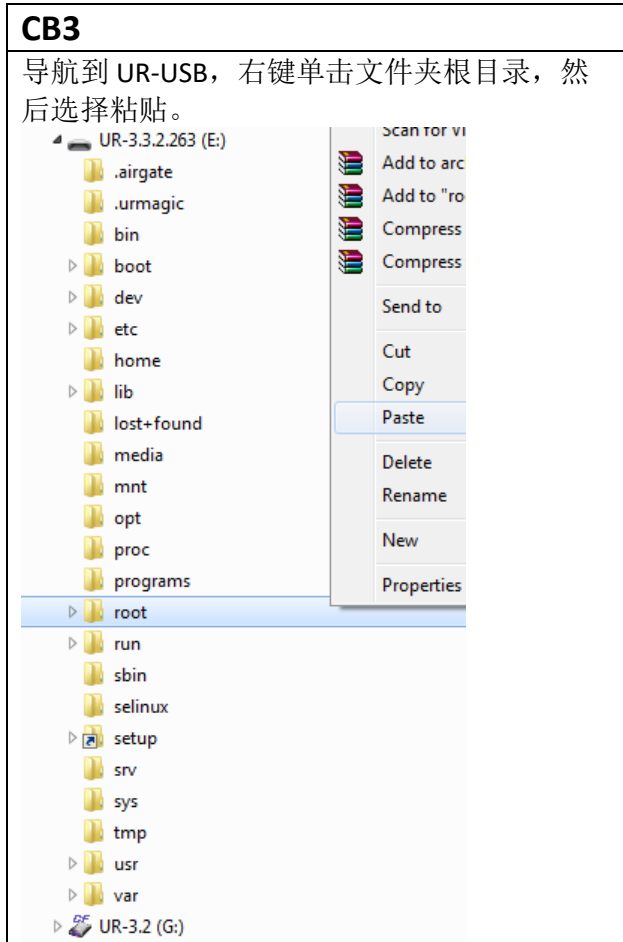 CB3
导航到 UR-USB，右键单击文件夹根目录，然
后选择粘贴。
UR-3.3.2.263 (E:)
.airgate
.urmagic
bin
boot
dev
etc
home
lib
lost+found
media
mnt
opt
proc
programs
root
run
sbin
selinux
setup
srv
sys
tmp
usr
var
UR-3.2 (G:)
Scan for Vi
Add to arc
Add to "ro
Compress
Compress
Send to
Cut
Copy
Paste
Delete
Rename
New
Properties